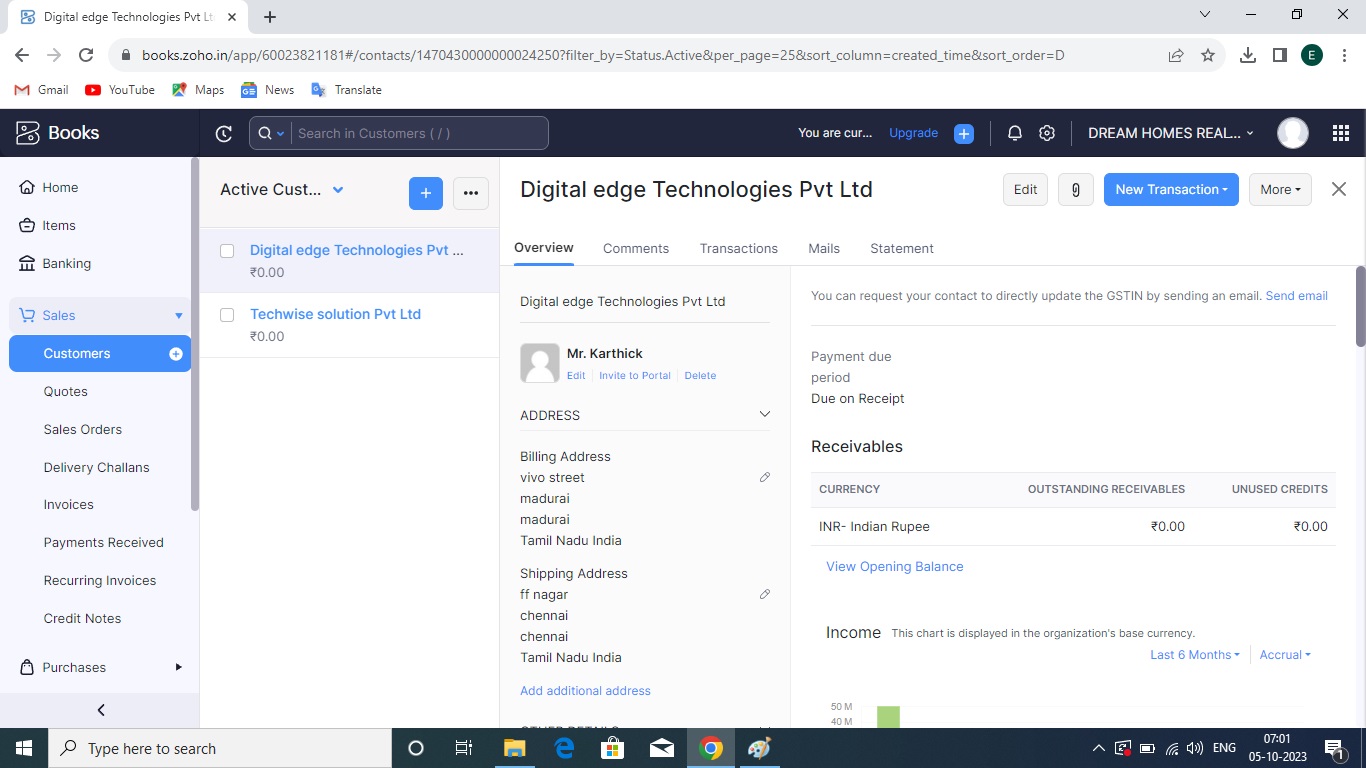 Digital edge Technologies Pvt Lt
books.zoho.in/app/60023821181#/contacts/1470430000000024250?filter_by=Status.Active&per_page=25&sort_column=created_time&sort_order=D
E
Gmail
YouTube
Maps
News
Translate
Books
Search in Customers ( / )
You are cur...
Upgrade
DREAM HOMES REAL...
Home
Items
Banking
Sales
Customers
Quotes
Sales Orders
Delivery Challans
Invoices
Payments Received
Recurring Invoices
Credit Notes
Purchases
Active Cust...
Digital edge Technologies Pvt ...
₹0.00
Techwise solution Pvt Ltd
₹0.00
Digital edge Technologies Pvt Ltd
Edit
New Transaction
More
Overview
Comments
Transactions
Mails
Statement
Digital edge Technologies Pvt Ltd
Mr. Karthick
Edit
Invite to Portal
Delete
ADDRESS
Billing Address
vivo street
madurai
madurai
Tamil Nadu India
Shipping Address
ff nagar
chennai
chennai
Tamil Nadu India
Add additional address
OTHER DETAILS
You can request your contact to directly update the GSTIN by sending an email. Send email
Payment due
period
Due on Receipt
Receivables
CURRENCY
OUTSTANDING RECEIVABLES
UNUSED CREDITS
INR- Indian Rupee
₹0.00
₹0.00
View Opening Balance
Income
This chart is displayed in the organization's base currency.
Last 6 Months
Accrual
50 M
40 M
Type here to search
ENG
07:01
05-10-2023
1